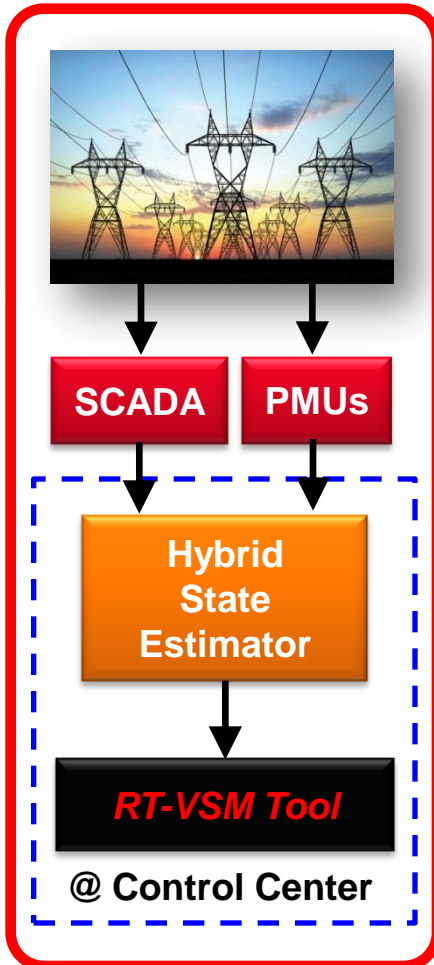 SCADA
PMUs
Hybrid
State
Estimator
RT-VSM Tool
@ Control Center